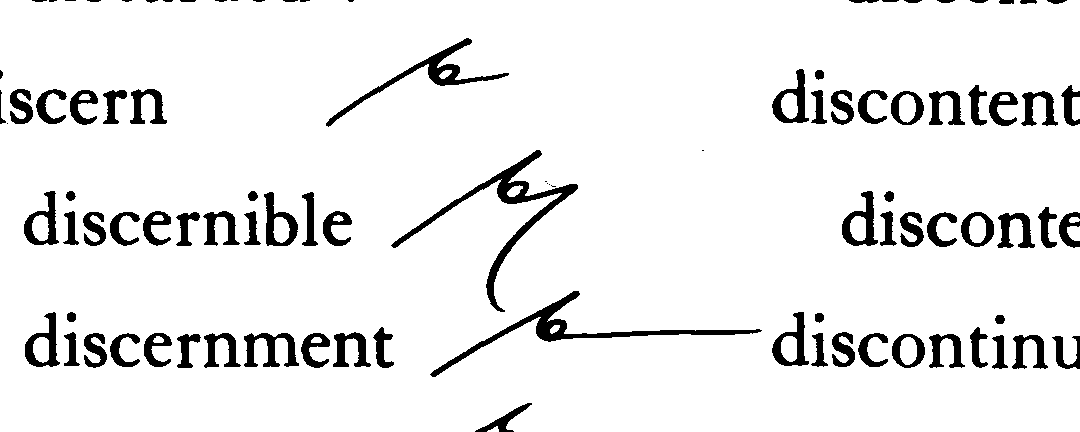 iscern
discernible
discernment
discontent
disconte
discontinu